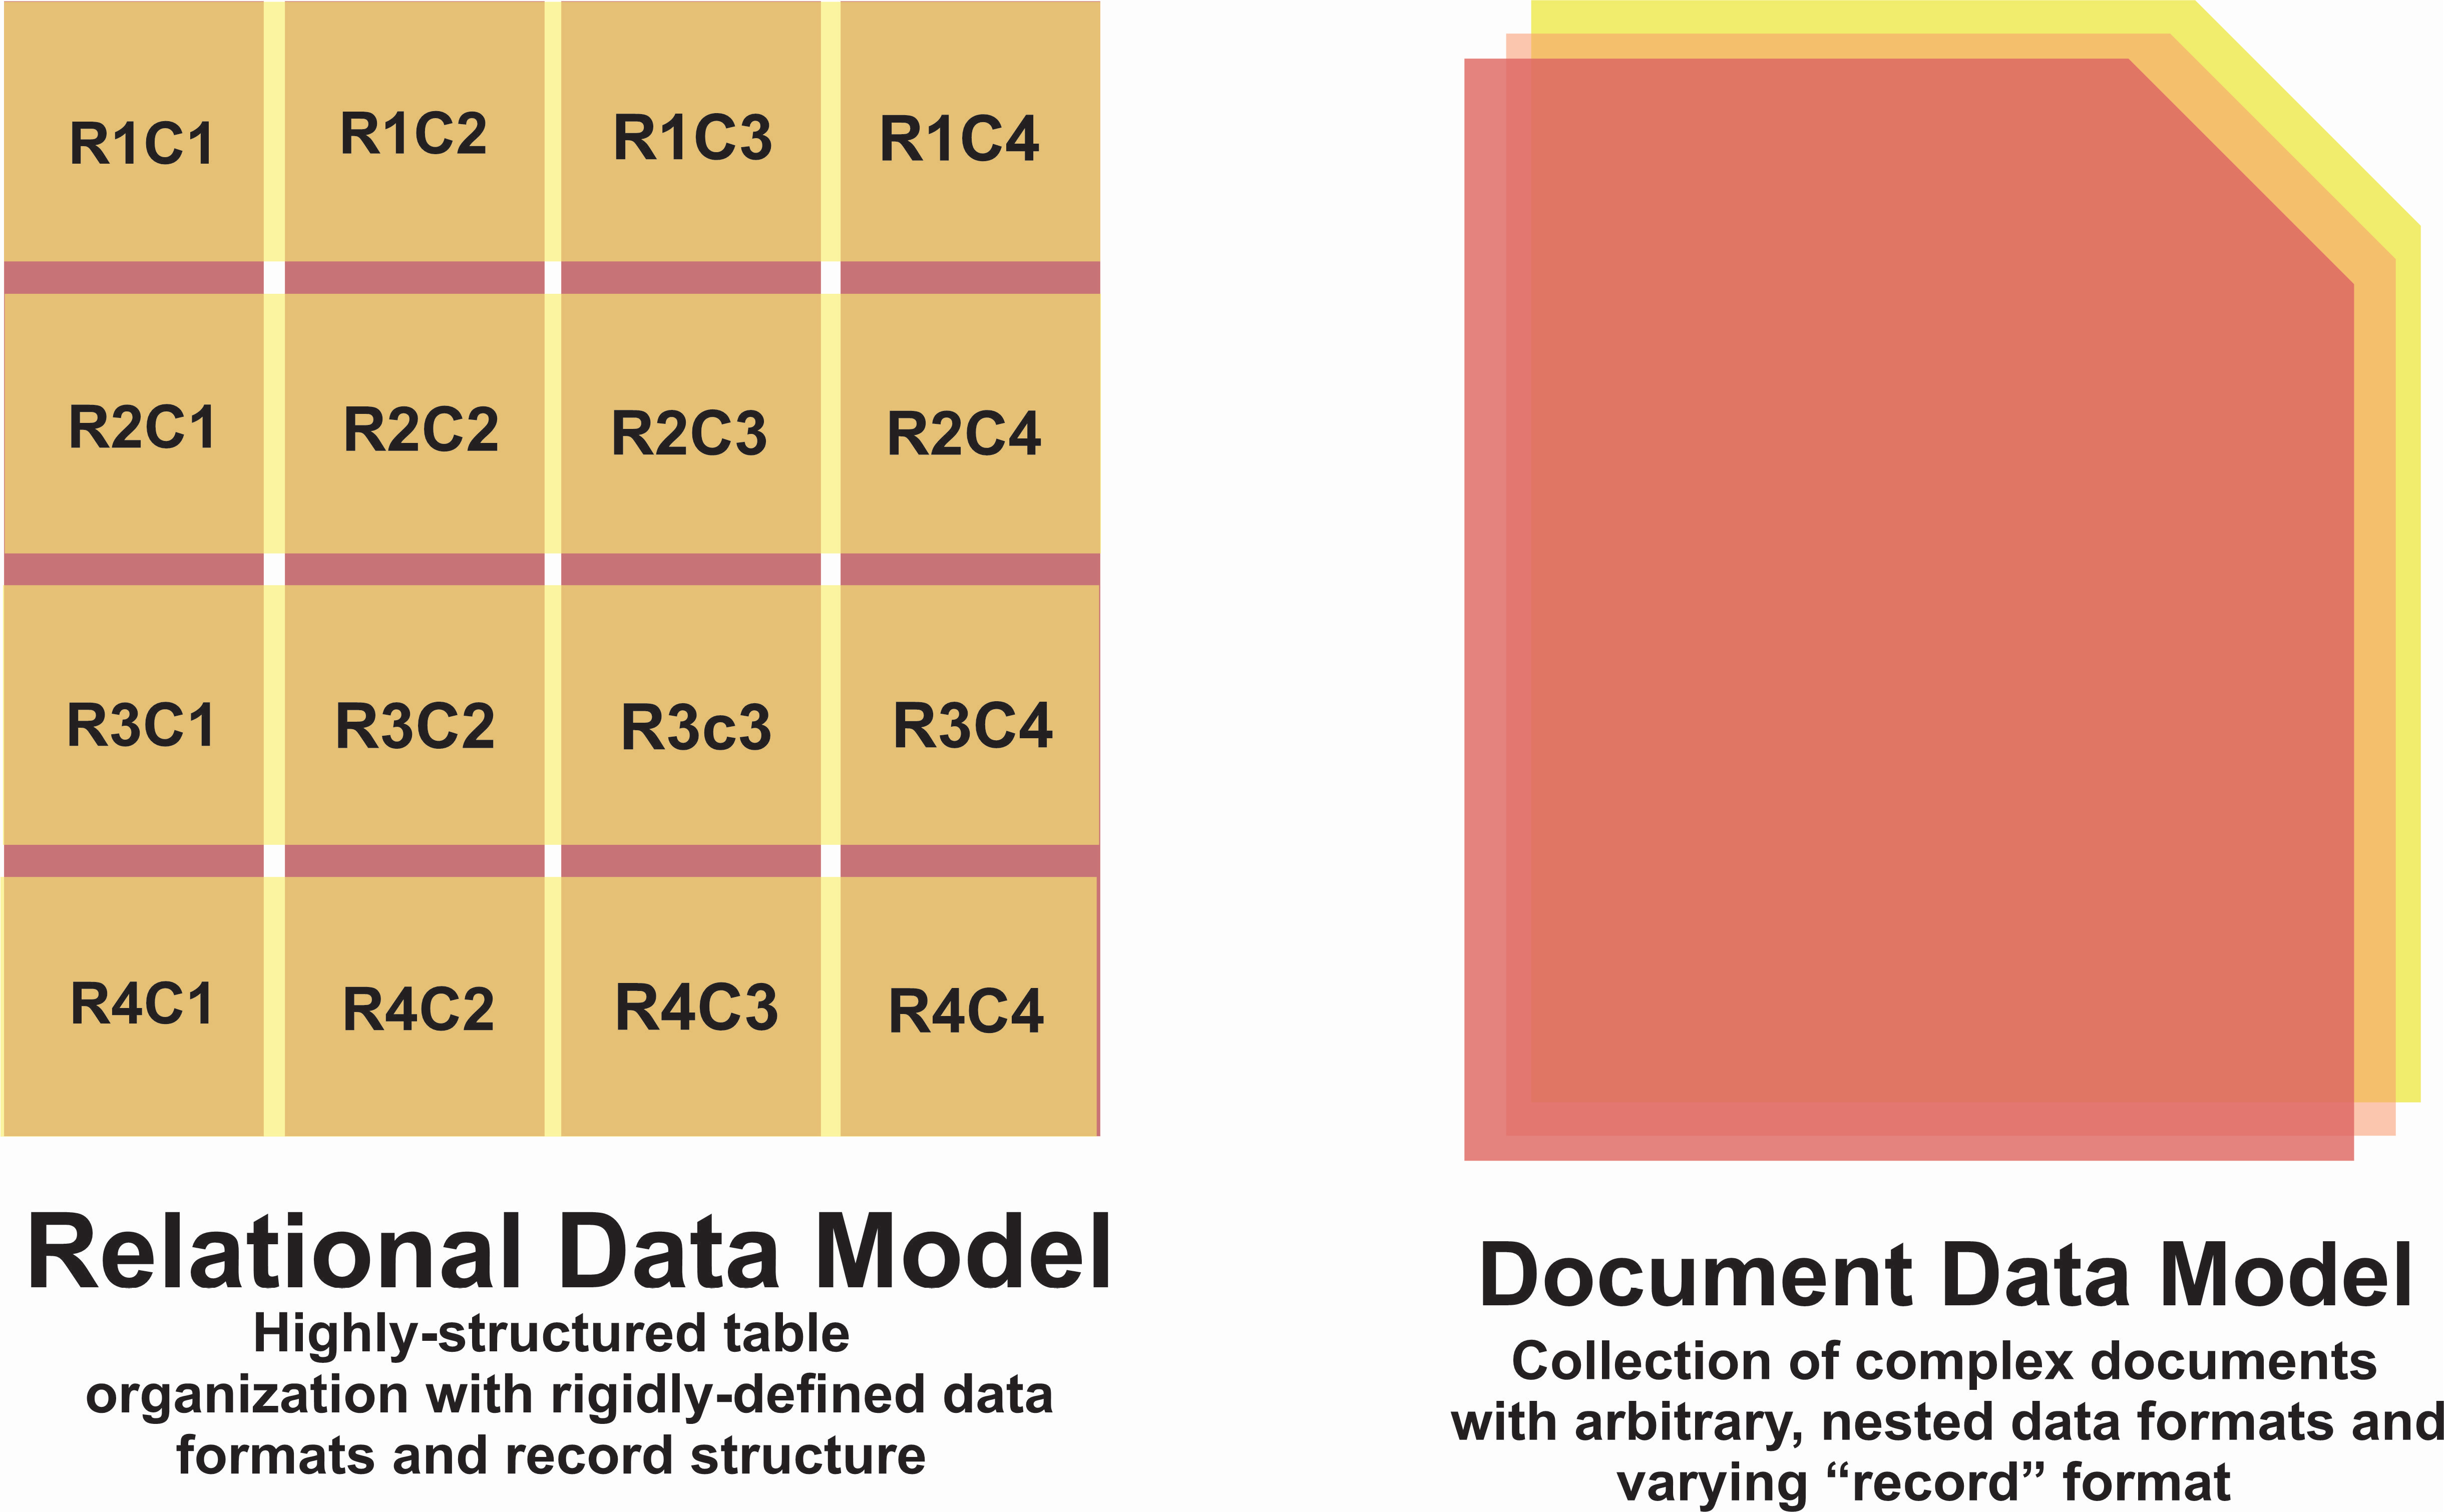 R1C1 R1C2 R1C3 R1C4
R2C1 R2C2 R2C3 R2C4
R3C1 R3C2 R3c3 R3C4
R4C1 R4C2 R4C3 R4C4
Relational Data Model
Highly-structured table
organization with rigidly-defined data
formats and record structure
Document Data Model
Collection of complex documents
with arbitrary, nested data formats and
varying “record” format